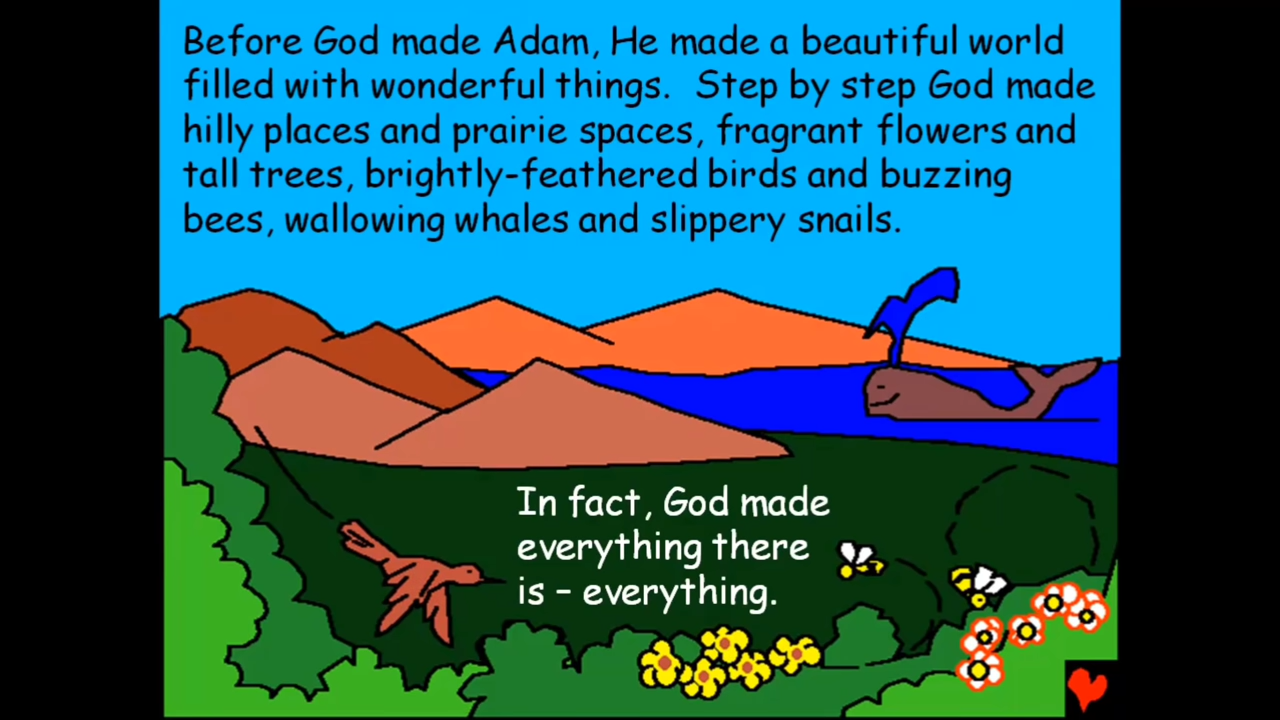 Before God made Adam, He made a beautiful world
filled with wonderful things.  Step by step God made
hilly places and prairie spaces, fragrant flowers and
tall trees, brightly-feathered birds and buzzing
bees, wallowing whales and slippery snails.
In fact, God made
everything there
is – everything.